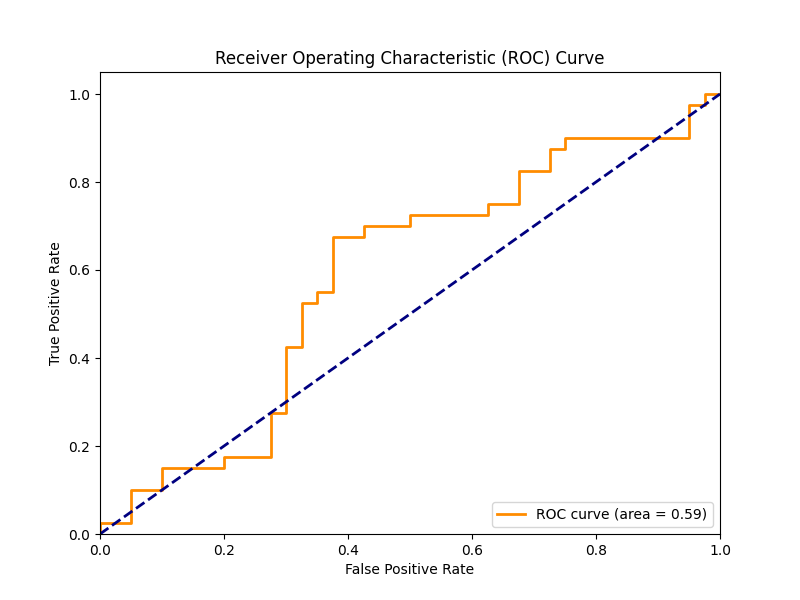 Receiver Operating Characteristic (ROC) Curve
True Positive Rate
1.0
0.8
0.6
0.4
0.2
0.0
ROC curve (area = 0.59)
0.0 0.2 0.4 0.6 0.8 1.0
False Positive Rate